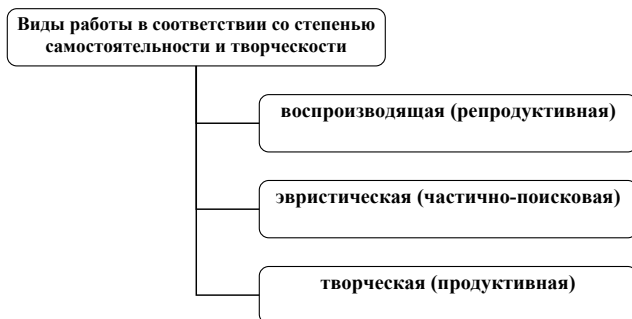 Виды работы в соответствии со степенью
самостоятельности и творческости
воспроизводящая (репродуктивная)
эвристическая (частично-поисковая)
творческая (продуктивная)